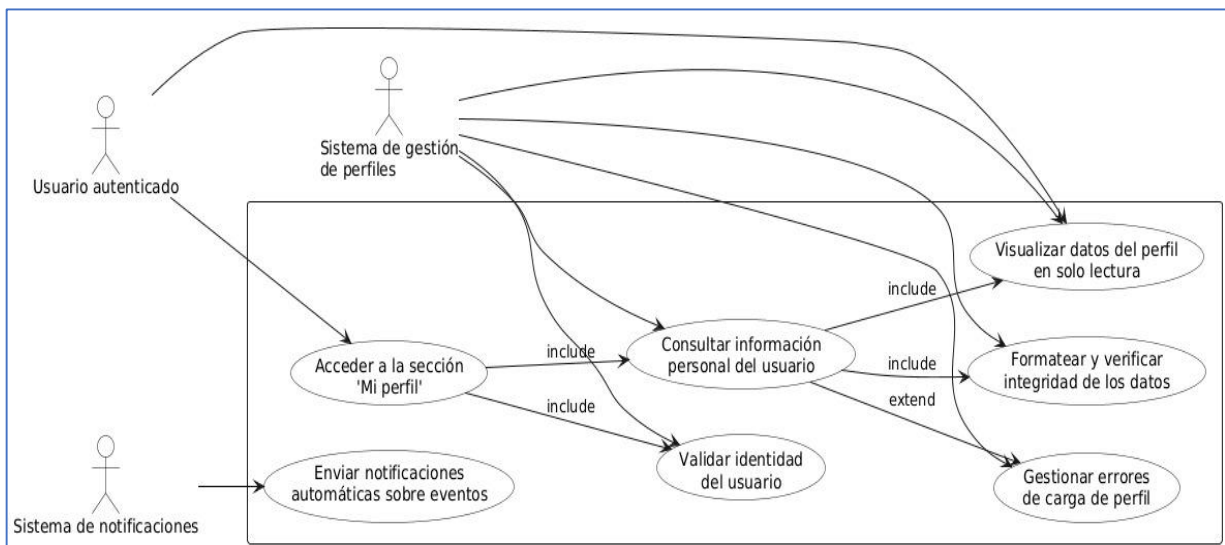 Sistema de gestión
de perfiles
Usuario autenticado
Visualizar datos del perfil
en solo lectura
include
Consultar información
personal del usuario
Acceder a la sección
'Mi perfil'
include
include
Formatear y verificar
integridad de los datos
include
extend
Validar identidad
del usuario
Enviar notificaciones
automáticas sobre eventos
Gestionar errores
de carga de perfil
Sistema de notificaciones